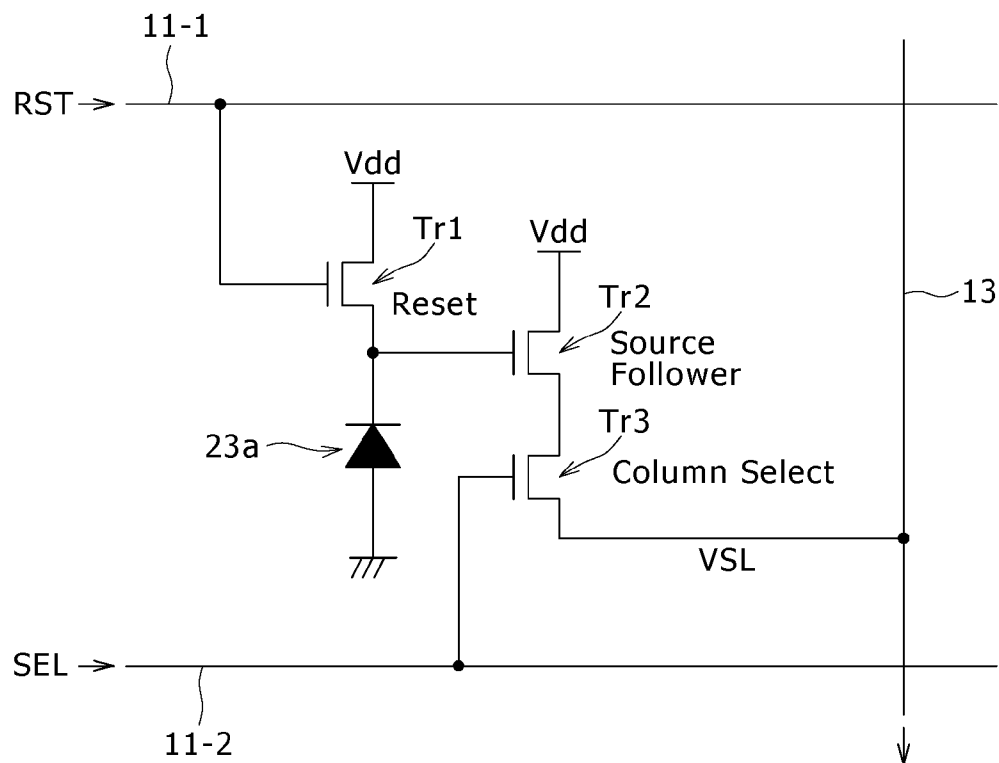 11-1
RST
Vdd
Tr1
Vdd
Reset
Tr2
13
Source
Follower
Tr3
23a
Column Select
VSL
SEL
11-2